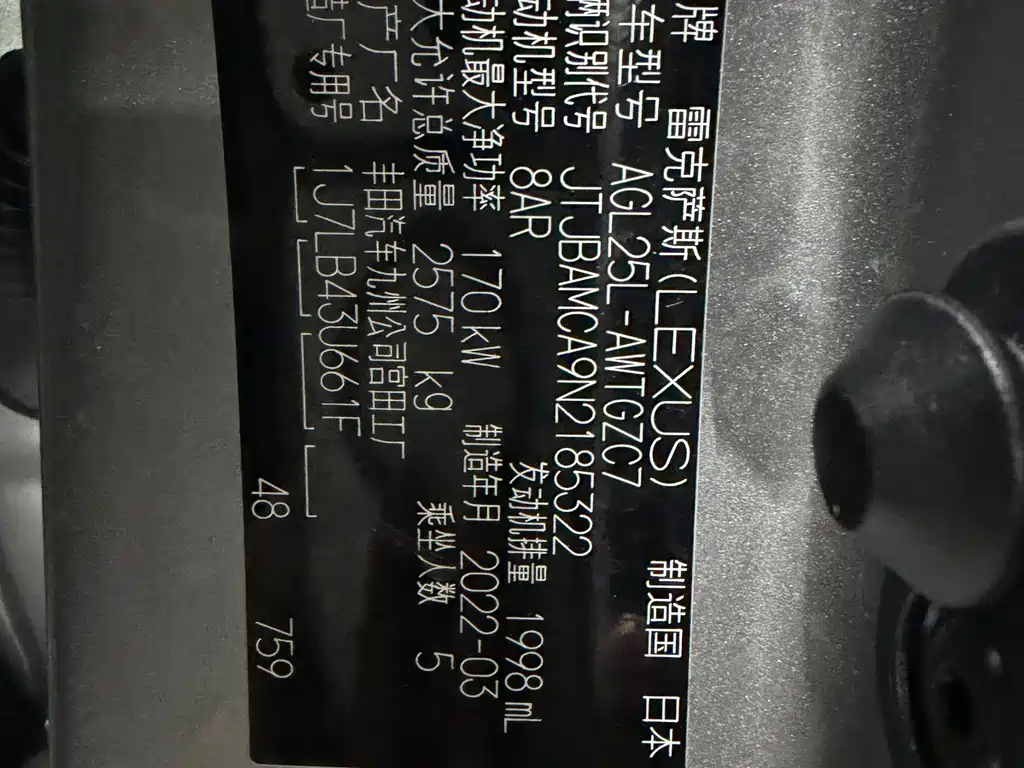 牌 雷克萨斯(LEXUS) 制造国 日本
车型号 AGL25L-AWTGZC7
辆识别代号 JTJBAMCA9N2185322
动机型号 8AR 发动机排量 1998 mL
动机最大净功率 170kW 制造年月 2022-03
大允许总质量 2575 kg 乘坐人数 5
产厂名 丰田汽车九州公司宫田工厂
造厂专用号 1J7LB43U661F
48 759